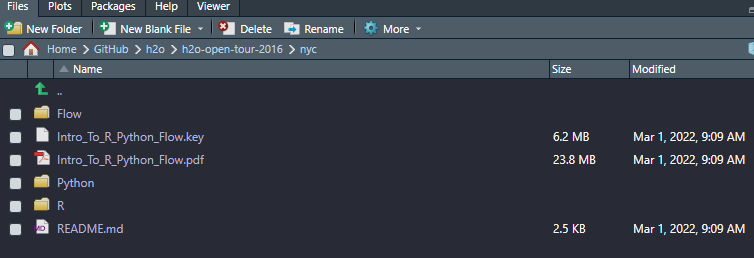 Files Plots Packages Help Viewer
New Folder New Blank File Delete Rename More
Home GitHub h2o h2o-open-tour-2016 nyc
Name Size Modified
..
Flow
Intro_To_R_Python_Flow.key 6.2 MB Mar 1, 2022, 9:09 AM
Intro_To_R_Python_Flow.pdf 23.8 MB Mar 1, 2022, 9:09 AM
Python
R
README.md 2.5 KB Mar 1, 2022, 9:09 AM